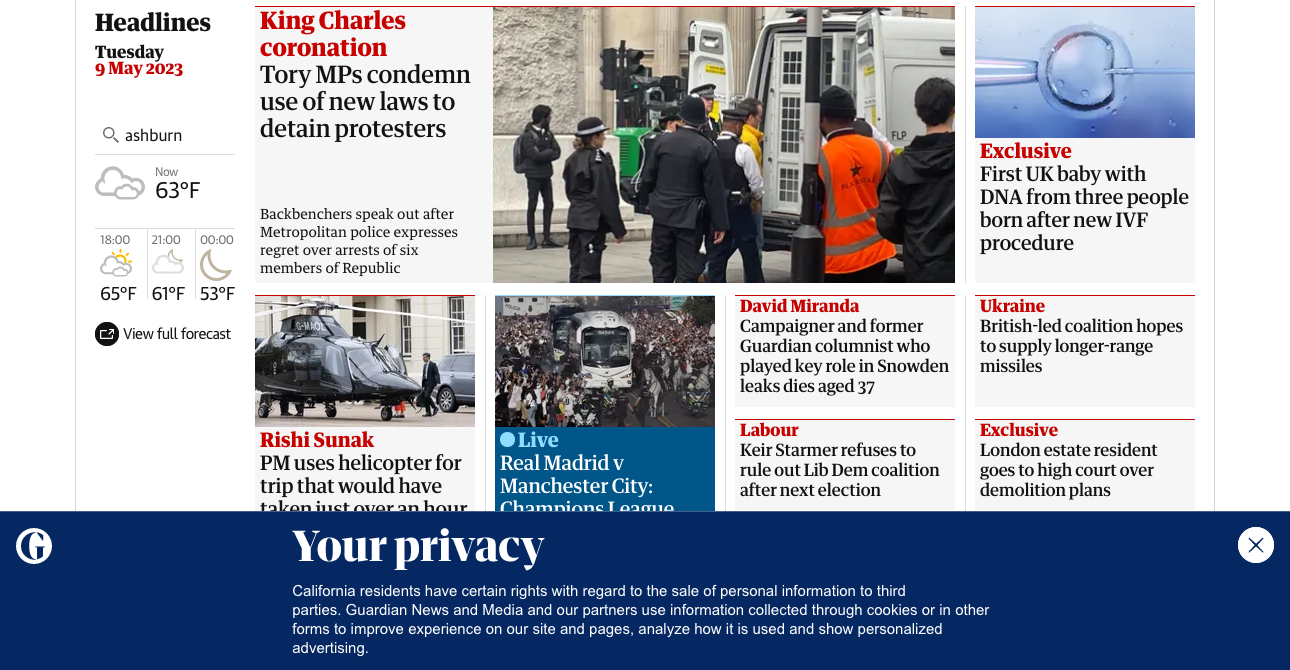 Headlines
Tuesday
9 May 2023
ashburn
Now
63°F
18:00 21:00 00:00
65°F 61°F 53°F
View full forecast
King Charles
coronation
Tory MPs condemn
use of new laws to
detain protesters
Backbenchers speak out after
Metropolitan police expresses
regret over arrests of six
members of Republic
FLP
Exclusive
First UK baby with
DNA from three people
born after new IVF
procedure
G-MAOL
Rishi Sunak
PM uses helicopter for
trip that would have
taken just over an hour
Live
Real Madrid v
Manchester City:
Champions League
David Miranda
Campaigner and former
Guardian columnist who
played key role in Snowden
leaks dies aged 37
Ukraine
British-led coalition hopes
to supply longer-range
missiles
Labour
Keir Starmer refuses to
rule out Lib Dem coalition
after next election
Exclusive
London estate resident
goes to high court over
demolition plans
G
Your privacy
California residents have certain rights with regard to the sale of personal information to third
parties. Guardian News and Media and our partners use information collected through cookies or in other
forms to improve experience on our site and pages, analyze how it is used and show personalized
advertising.